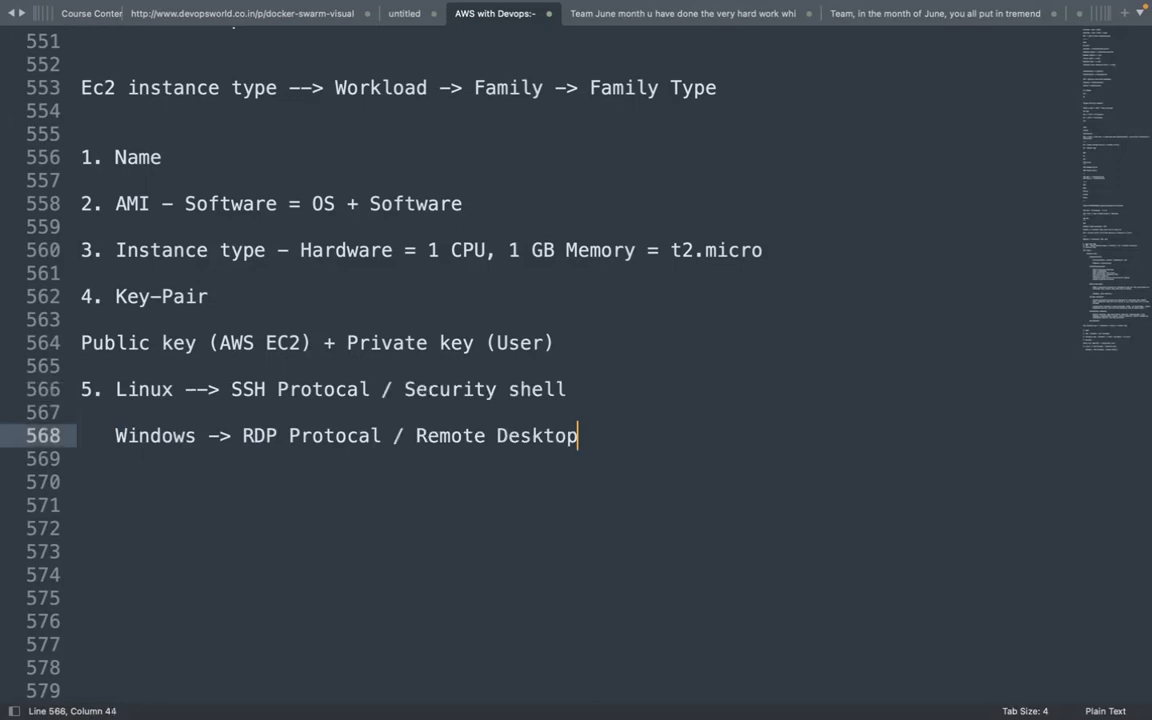 Course Center
http://www.devopsworld.co.in/p/docker-swarm-visual
untitled
AWS with Devops:-
Team June month u have done the very hard work whi
Team, in the month of June, you all put in tremend
551
552
553 Ec2 instance type --> Workload -> Family -> Family Type
554
555
556 1. Name
557
558 2. AMI - Software = OS + Software
559
560 3. Instance type - Hardware = 1 CPU, 1 GB Memory = t2.micro
561
562 4. Key-Pair
563
564 Public key (AWS EC2) + Private key (User)
565
566 5. Linux --> SSH Protocal / Security shell
567
568 Windows -> RDP Protocal / Remote Desktop
569
570
571
572
573
574
575
576
577
578
579
Line 568, Column 44
Tab Size: 4
Plain Text